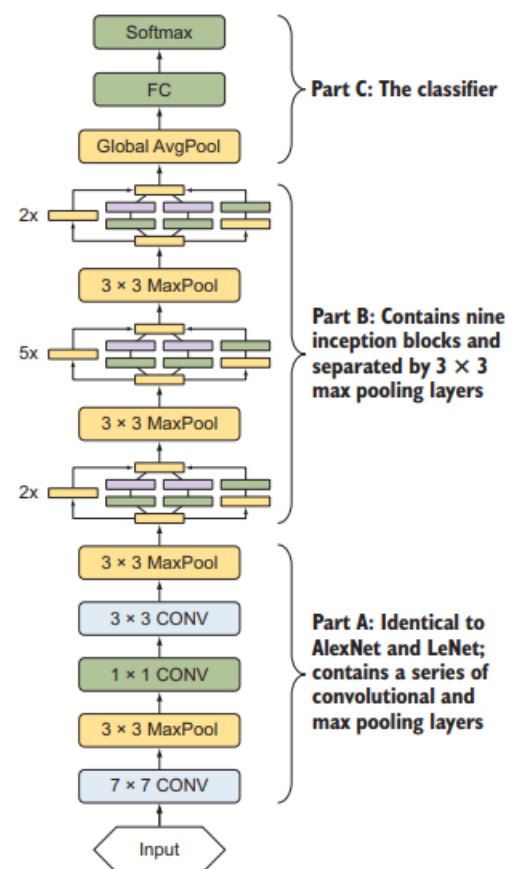 Softmax
FC
Part C: The classifier
Global AvgPool
2x
3 × 3 MaxPool
Part B: Contains nine
inception blocks and
separated by 3 × 3
max pooling layers
5x
3 × 3 MaxPool
2x
3 × 3 MaxPool
3 × 3 CONV
Part A: Identical to
AlexNet and LeNet;
contains a series of
convolutional and
max pooling layers
1 × 1 CONV
3 × 3 MaxPool
7 × 7 CONV
Input